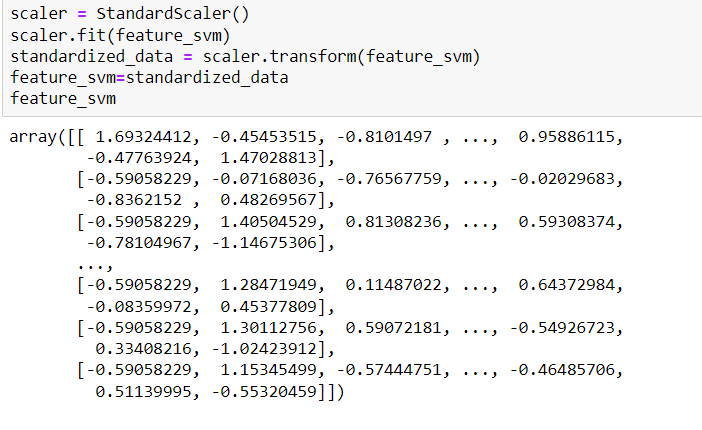 scaler = StandardScaler()
scaler.fit(feature_svm)
standardized_data = scaler.transform(feature_svm)
feature_svm=standardized_data
feature_svm
array([[ 1.69324412, -0.45453515, -0.8101497 , ..., 0.95886115,
-0.47763924, 1.47028813],
[-0.59058229, -0.07168036, -0.76567759, ..., -0.02029683,
-0.8362152 , 0.48269567],
[-0.59058229, 1.40504529, 0.81308236, ..., 0.59308374,
-0.78104967, -1.14675306],
...,
[-0.59058229, 1.28471949, 0.11487022, ..., 0.64372984,
-0.08359972, 0.45377809],
[-0.59058229, 1.30112756, 0.59072181, ..., -0.54926723,
0.33408216, -1.02423912],
[-0.59058229, 1.15345499, -0.57444751, ..., -0.46485706,
0.51139995, -0.55320459]])